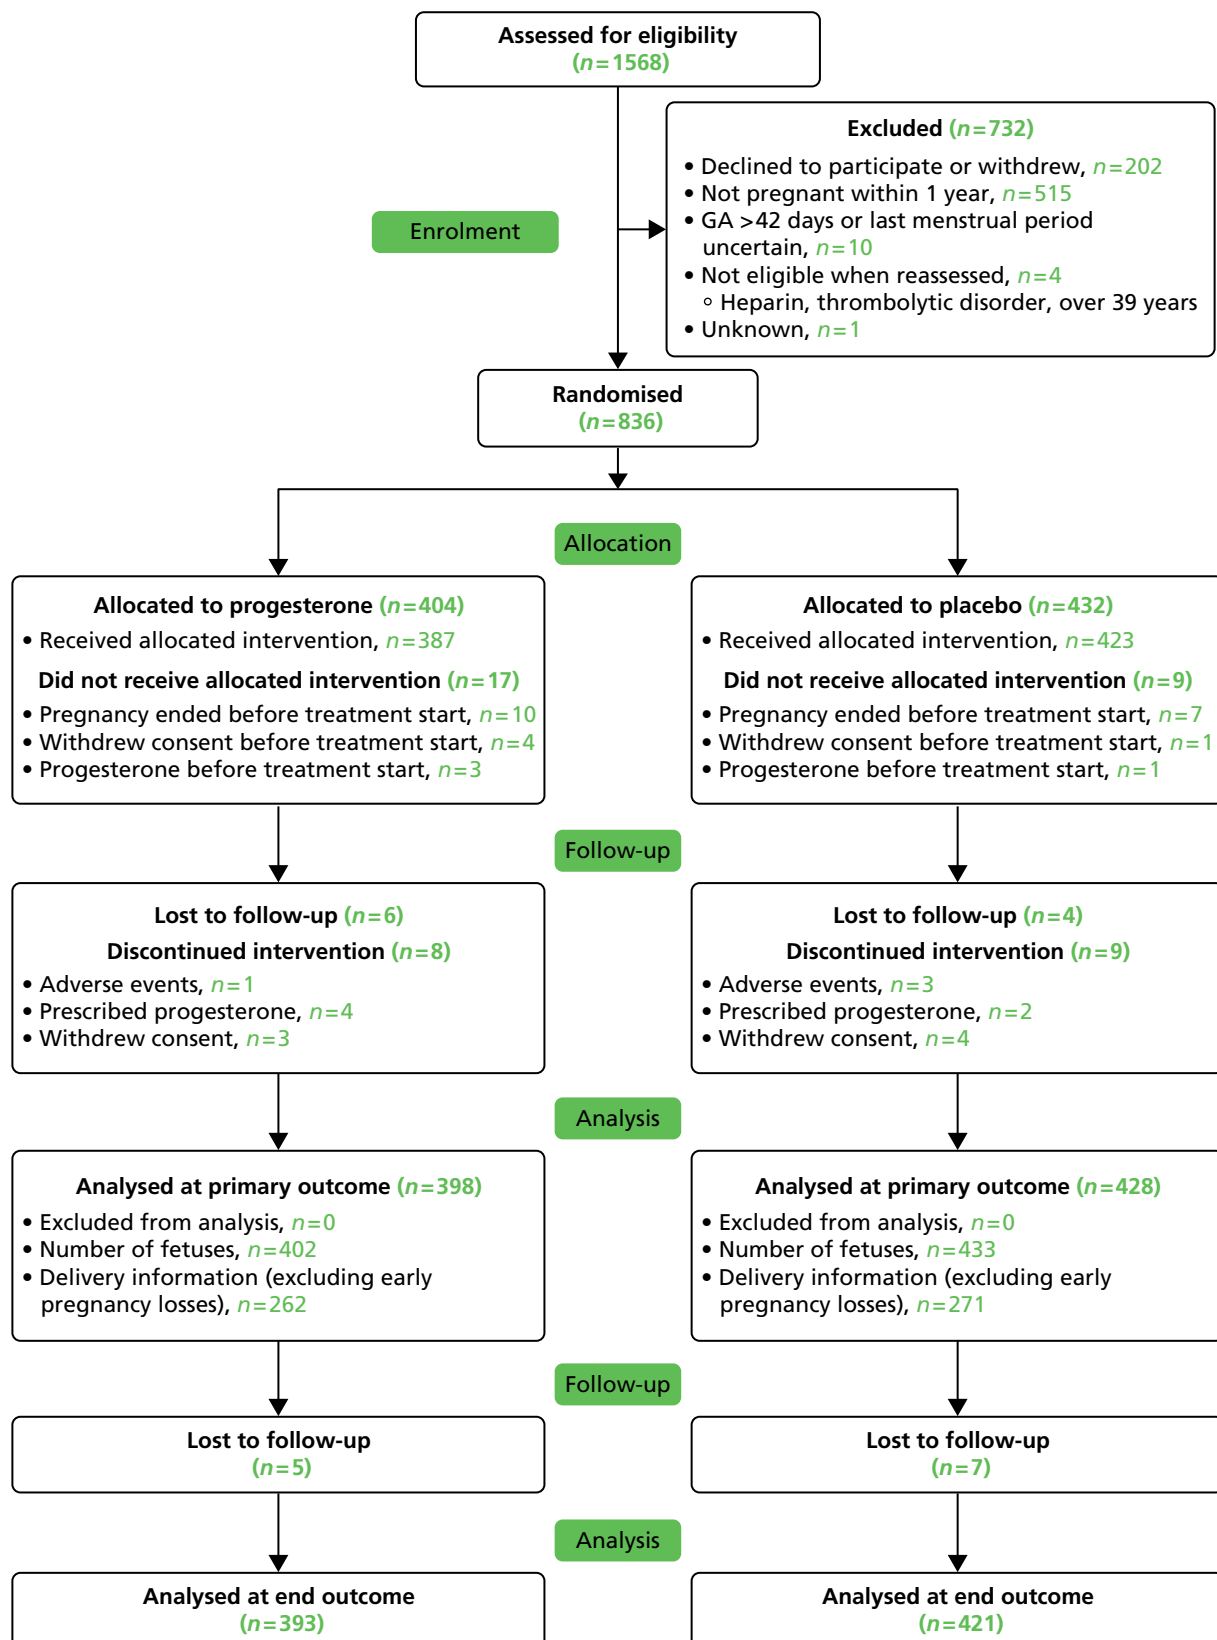 Assessed for eligibility
(n=1568)
Excluded (n=732)
• Declined to participate or withdrew, n=202
• Not pregnant within 1 year, n=515
• GA >42 days or last menstrual period
uncertain, n=10
• Not eligible when reassessed, n=4
° Heparin, thrombolytic disorder, over 39 years
• Unknown, n=1
Enrolment
Randomised
(n=836)
Allocation
Allocated to progesterone (n=404)
• Received allocated intervention, n=387
Did not receive allocated intervention (n=17)
• Pregnancy ended before treatment start, n=10
• Withdrew consent before treatment start, n=4
• Progesterone before treatment start, n=3
Allocated to placebo (n=432)
• Received allocated intervention, n=423
Did not receive allocated intervention (n=9)
• Pregnancy ended before treatment start, n=7
• Withdrew consent before treatment start, n=1
• Progesterone before treatment start, n=1
Follow-up
Lost to follow-up (n=6)
Discontinued intervention (n=8)
• Adverse events, n=1
• Prescribed progesterone, n=4
• Withdrew consent, n=3
Lost to follow-up (n=4)
Discontinued intervention (n=9)
• Adverse events, n=3
• Prescribed progesterone, n=2
• Withdrew consent, n=4
Analysis
Analysed at primary outcome (n=398)
• Excluded from analysis, n=0
• Number of fetuses, n=402
• Delivery information (excluding early
pregnancy losses), n=262
Analysed at primary outcome (n=428)
• Excluded from analysis, n=0
• Number of fetuses, n=433
• Delivery information (excluding early
pregnancy losses), n=271
Follow-up
Lost to follow-up
(n=5)
Lost to follow-up
(n=7)
Analysis
Analysed at end outcome
(n=393)
Analysed at end outcome
(n=421)